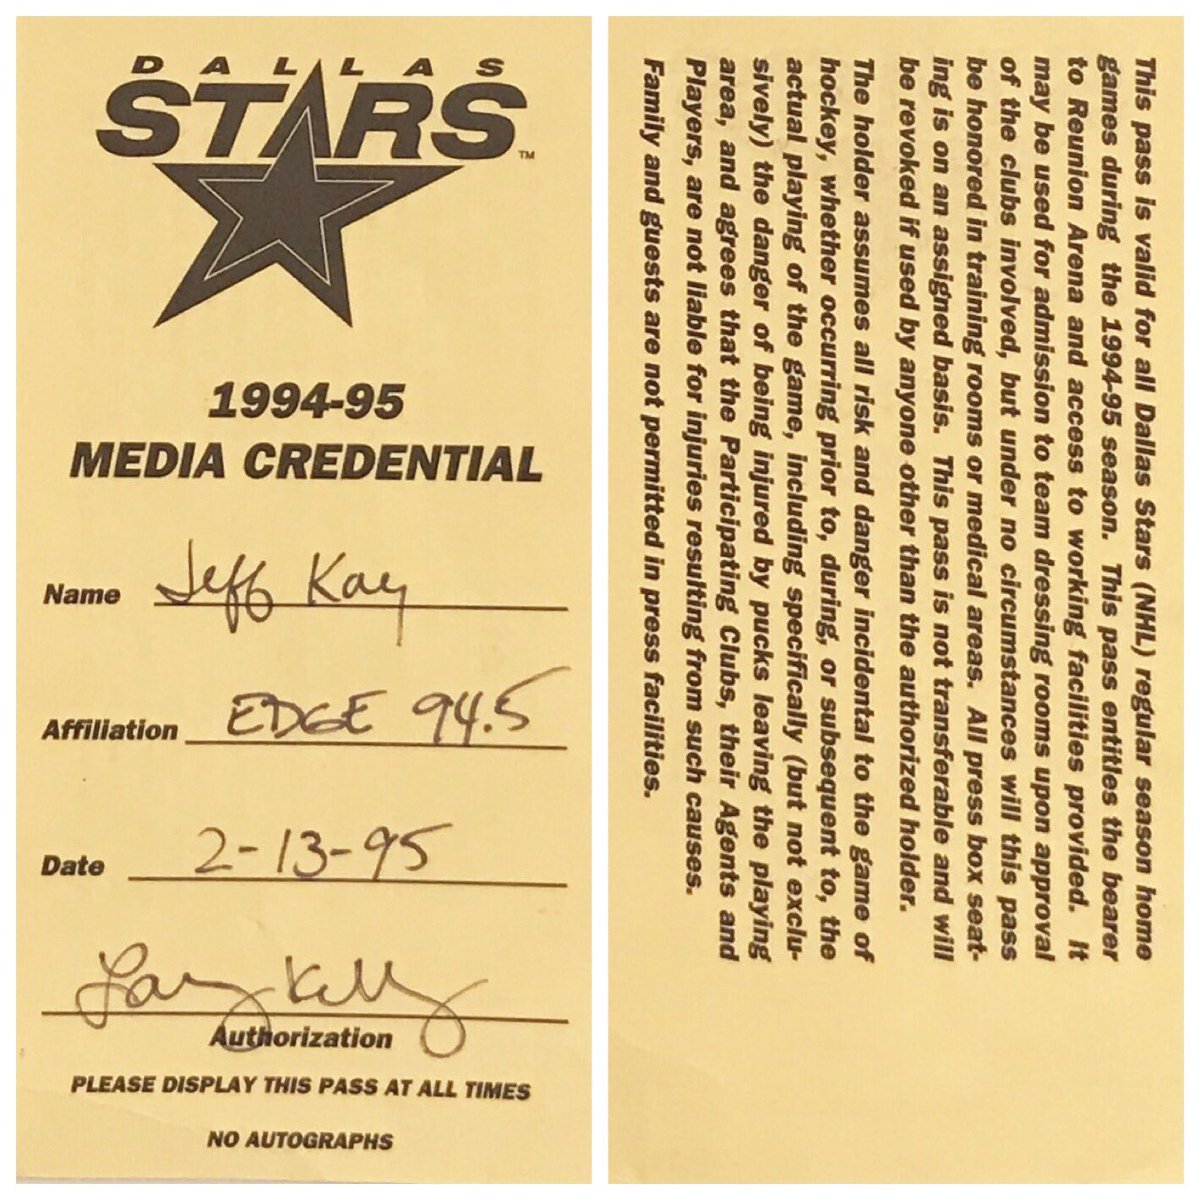 DALLAS
STARS™
1994-95
MEDIA CREDENTIAL
Name Jeff Kay
Affiliation EDGE 94.5
Date 2-13-95
Larry Kelly
Authorization
PLEASE DISPLAY THIS PASS AT ALL TIMES
NO AUTOGRAPHS
This pass is valid for all Dallas Stars (NHL) regular season home
games during the 1994-95 season. This pass entitles the bearer
to Reunion Arena and access to working facilities provided. It
may be used for admission to team dressing rooms upon approval
of the clubs involved, but under no circumstances will this pass
be honored in training rooms or medical areas. All press box seat-
ing is on an assigned basis. This pass is not transferable and will
be revoked if used by anyone other than the authorized holder.
The holder assumes all risk and danger incidental to the game of
hockey, whether occurring prior to, during, or subsequent to, the
actual playing of the game, including specifically (but not exclu-
sively) the danger of being injured by pucks leaving the playing
area, and agrees that the Participating Clubs, their Agents and
Players, are not liable for injuries resulting from such causes.
Family and guests are not permitted in press facilities.